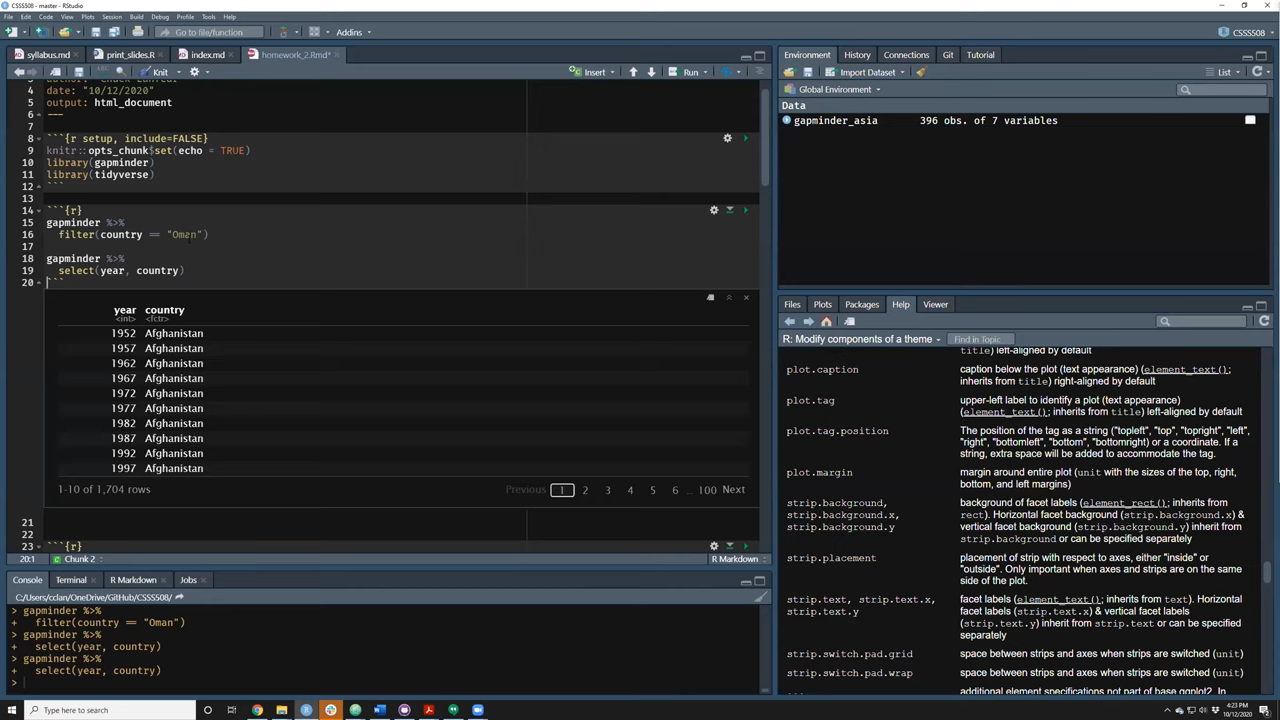 CSSS508 - master - RStudio
File Edit Code View Plots Session Build Debug Profile Tools Help
Go to file/function Addins CSSS508
syllabus.md print_slides.R index.md homework_2.Rmd*
Knit Insert Run
4 date: "10/12/2020"
5 output: html_document
6 ---
7
8 ```{r setup, include=FALSE}
9 knitr::opts_chunk$set(echo = TRUE)
10 library(gapminder)
11 library(tidyverse)
12 ```
13
14 ```{r}
15 gapminder %>%
16 filter(country == "Oman")
17
18 gapminder %>%
19 select(year, country)
20 ```
year country
<int> <fctr>
1952 Afghanistan
1957 Afghanistan
1962 Afghanistan
1967 Afghanistan
1972 Afghanistan
1977 Afghanistan
1982 Afghanistan
1987 Afghanistan
1992 Afghanistan
1997 Afghanistan
1-10 of 1,704 rows Previous 1 2 3 4 5 6 ... 100 Next
21
22
23 ```{r}
20:1 Chunk 2 R Markdown
Console Terminal R Markdown Jobs
C:/Users/cclan/OneDrive/GitHub/CSSS508/
> gapminder %>%
+ filter(country == "Oman")
> gapminder %>%
+ select(year, country)
> gapminder %>%
+ select(year, country)
>
Environment History Connections Git Tutorial
Import Dataset List
Global Environment
Data
gapminder_asia 396 obs. of 7 variables
Files Plots Packages Help Viewer
R: Modify components of a theme Find in Topic
title) left-aligned by default
plot.caption caption below the plot (text appearance) (element_text();
inherits from title) right-aligned by default
plot.tag upper-left label to identify a plot (text appearance)
(element_text(); inherits from title) left-aligned by default
plot.tag.position The position of the tag as a string ("topleft", "top", "topright", "left",
"right", "bottomleft", "bottom", "bottomright) or a coordinate. If a
string, extra space will be added to accommodate the tag.
plot.margin margin around entire plot (unit with the sizes of the top, right,
bottom, and left margins)
strip.background, background of facet labels (element_rect(); inherits from
strip.background.x, rect). Horizontal facet background (strip.background.x) &
strip.background.y vertical facet background (strip.background.y) inherit from
strip.background or can be specified separately
strip.placement placement of strip with respect to axes, either "inside" or
"outside". Only important when axes and strips are on the same
side of the plot.
strip.text, strip.text.x, facet labels (element_text(); inherits from text). Horizontal
strip.text.y facet labels (strip.text.x) & vertical facet labels
(strip.text.y) inherit from strip.text or can be specified
separately
strip.switch.pad.grid space between strips and axes when strips are switched (unit)
strip.switch.pad.wrap space between strips and axes when strips are switched (unit)
additional element specifications not part of base ggplot2. In
Type here to search
4:23 PM
10/12/2020